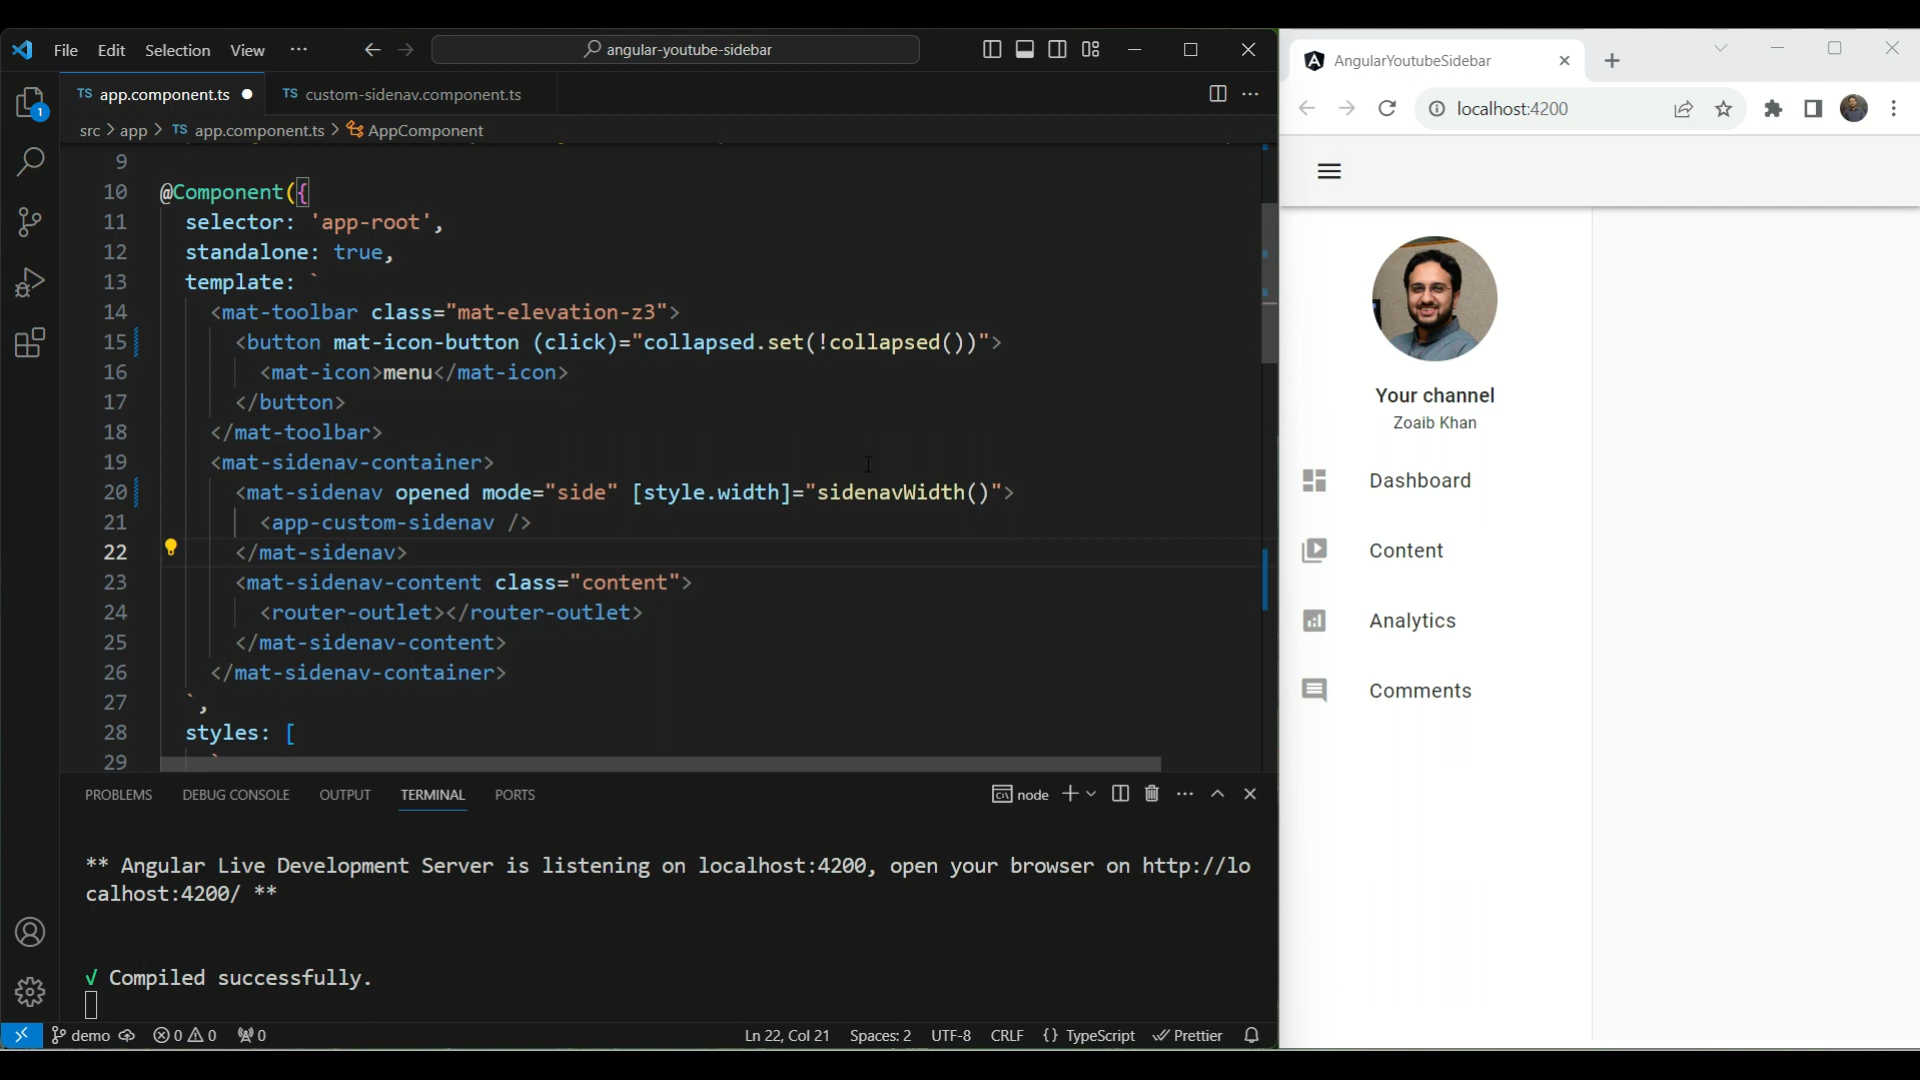 File Edit Selection View ··· angular-youtube-sidebar
TS app.component.ts ● TS custom-sidenav.component.ts
src > app > TS app.component.ts > AppComponent
9
10 @Component({
11 selector: 'app-root',
12 standalone: true,
13 template: `
14 <mat-toolbar class="mat-elevation-z3">
15 <button mat-icon-button (click)="collapsed.set(!collapsed())">
16 <mat-icon>menu</mat-icon>
17 </button>
18 </mat-toolbar>
19 <mat-sidenav-container>
20 <mat-sidenav opened mode="side" [style.width]="sidenavWidth()">
21 <app-custom-sidenav />
22 </mat-sidenav>
23 <mat-sidenav-content class="content">
24 <router-outlet></router-outlet>
25 </mat-sidenav-content>
26 </mat-sidenav-container>
27 `,
28 styles: [
29 `
1
PROBLEMS DEBUG CONSOLE OUTPUT TERMINAL PORTS node
** Angular Live Development Server is listening on localhost:4200, open your browser on http://lo
calhost:4200/ **
√ Compiled successfully.
demo 0 0 0 Ln 22, Col 21 Spaces: 2 UTF-8 CRLF {} TypeScript Prettier
AngularYoutubeSidebar
localhost:4200
Your channel
Zoaib Khan
Dashboard
Content
Analytics
Comments